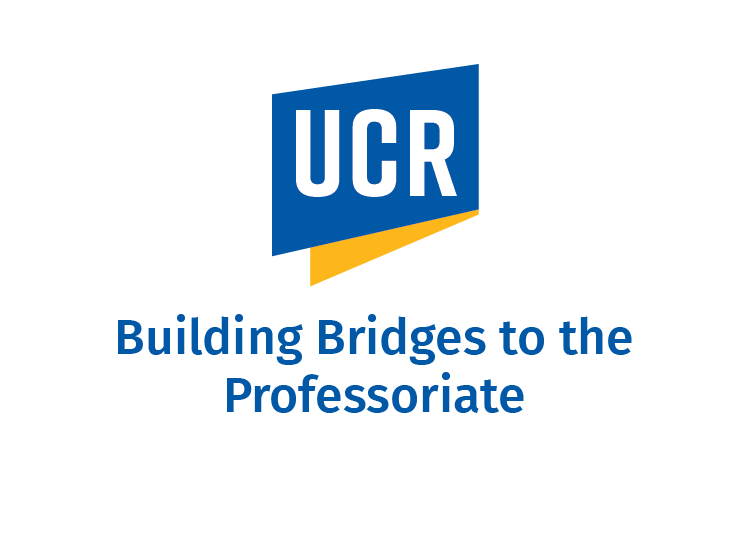 UCR
Building Bridges to the
Professoriate